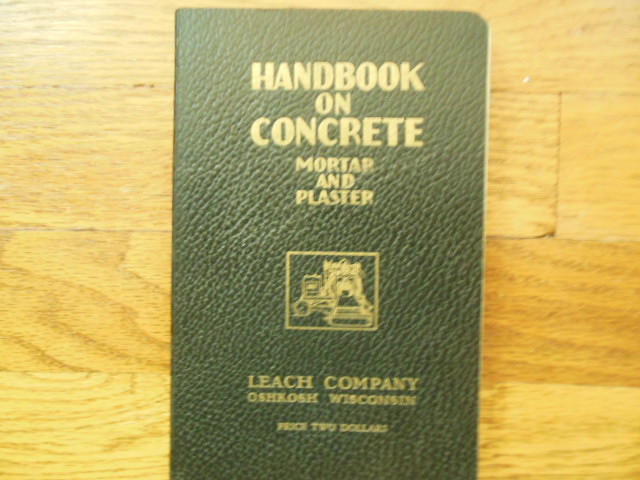 HANDBOOK
ON
CONCRETE
MORTAR
AND
PLASTER
LEACH COMPANY
OSHKOSH WISCONSIN
PRICE TWO DOLLARS